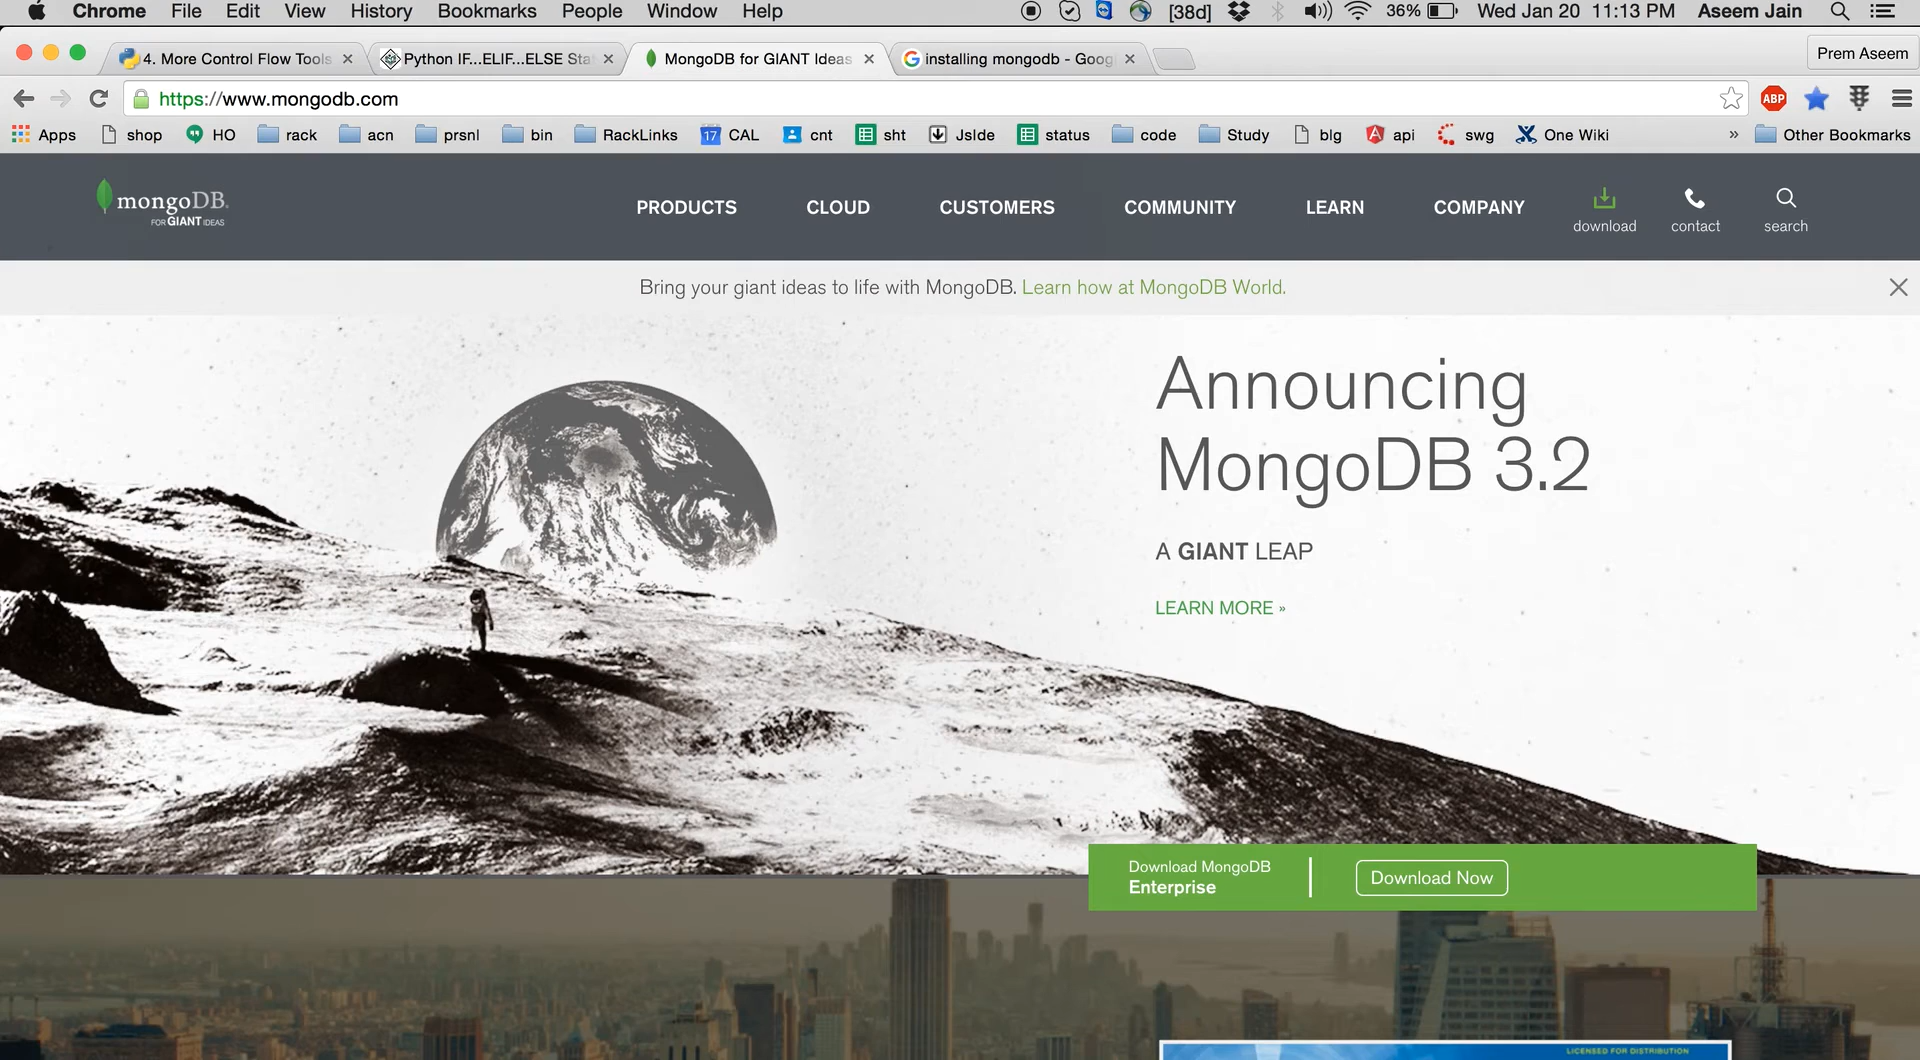 Chrome File Edit View History Bookmarks People Window Help [38d] 36% Wed Jan 20 11:13 PM Aseem Jain
4. More Control Flow Tools Python IF...ELIF...ELSE Sta MongoDB for GIANT Ideas installing mongodb - Goog Prem Aseem
https://www.mongodb.com ABP
Apps shop HO rack acn prsnl bin RackLinks 17 CAL cnt sht Jslde status code Study blg api swg One Wiki » Other Bookmarks
mongoDB.
FOR GIANT IDEAS
PRODUCTS CLOUD CUSTOMERS COMMUNITY LEARN COMPANY download contact search
Bring your giant ideas to life with MongoDB. Learn how at MongoDB World.
Announcing
MongoDB 3.2
A GIANT LEAP
LEARN MORE »
Download MongoDB
Enterprise
Download Now
LICENSED FOR DISTRIBUTION